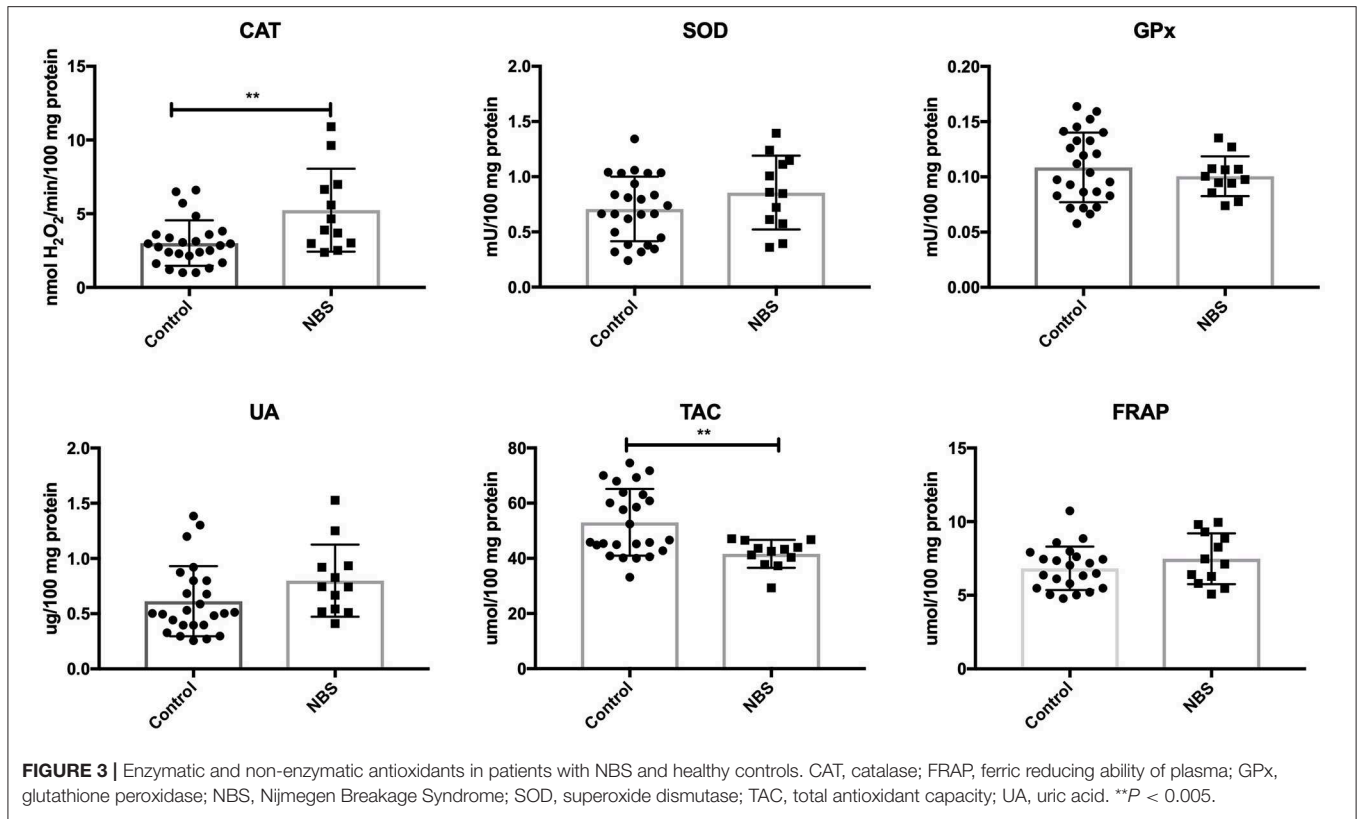 CAT
nmol H₂O₂/min/100 mg protein
15
10
5
0
**
Control
NBS
SOD
mU/100 mg protein
2.0
1.5
1.0
0.5
0.0
Control
NBS
GPx
mU/100 mg protein
0.20
0.15
0.10
0.05
0.00
Control
NBS
UA
ug/100 mg protein
2.0
1.5
1.0
0.5
0.0
Control
NBS
TAC
umol/100 mg protein
80
60
40
20
0
**
Control
NBS
FRAP
umol/100 mg protein
15
10
5
0
Control
NBS
FIGURE 3 | Enzymatic and non-enzymatic antioxidants in patients with NBS and healthy controls. CAT, catalase; FRAP, ferric reducing ability of plasma; GPx,
glutathione peroxidase; NBS, Nijmegen Breakage Syndrome; SOD, superoxide dismutase; TAC, total antioxidant capacity; UA, uric acid. **P < 0.005.